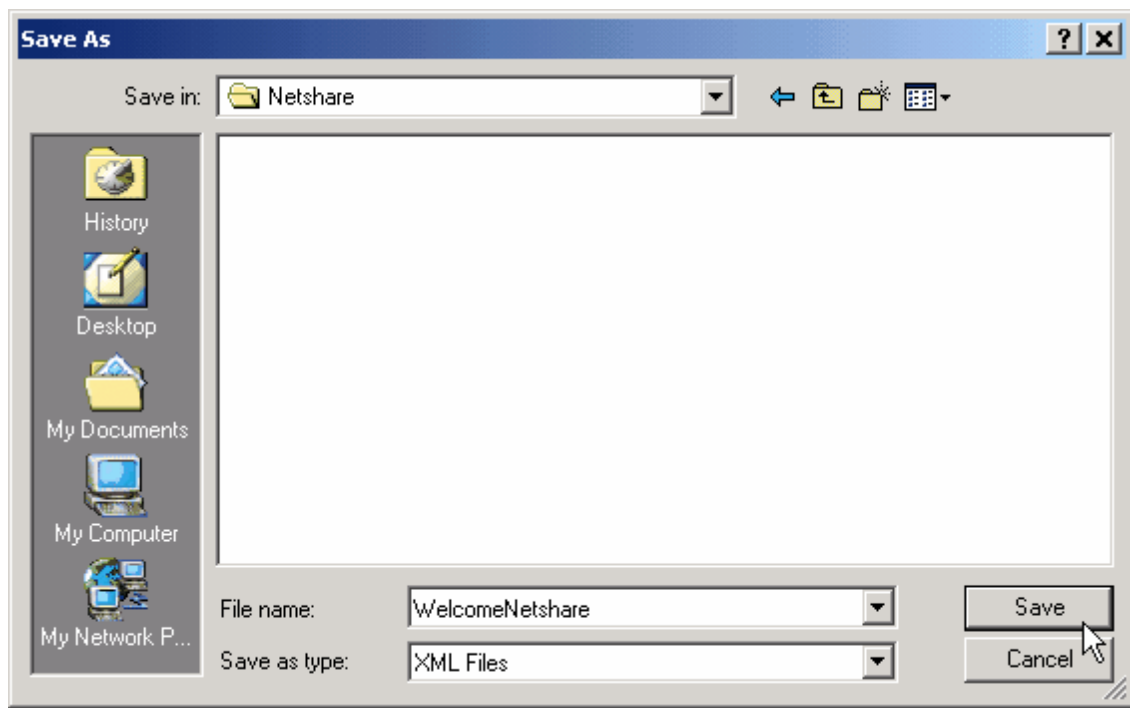 Save As
Save in: Netshare
History
Desktop
My Documents
My Computer
My Network P...
File name: WelcomeNetshare Save
Save as type: XML Files Cancel